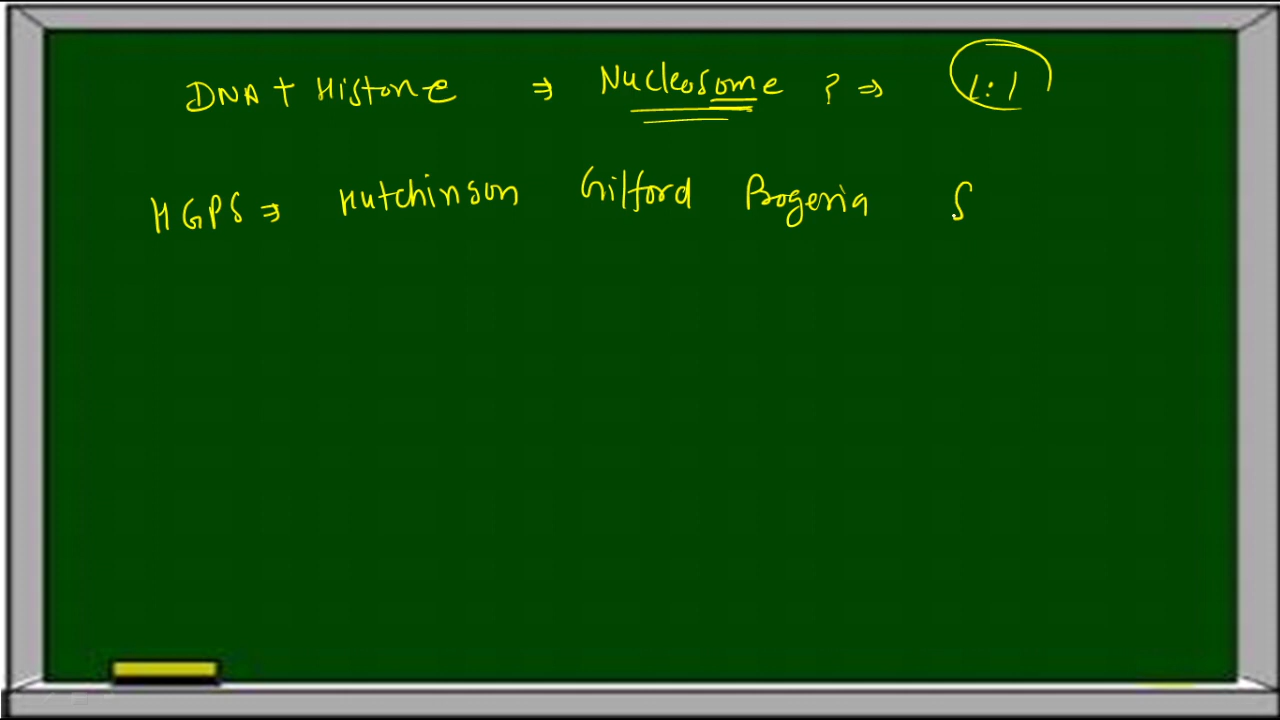 DNA + Histone ⇒ Nucleosome ? ⇒ 1:1
HGPS ⇒ Hutchinson Gilford Progeria S